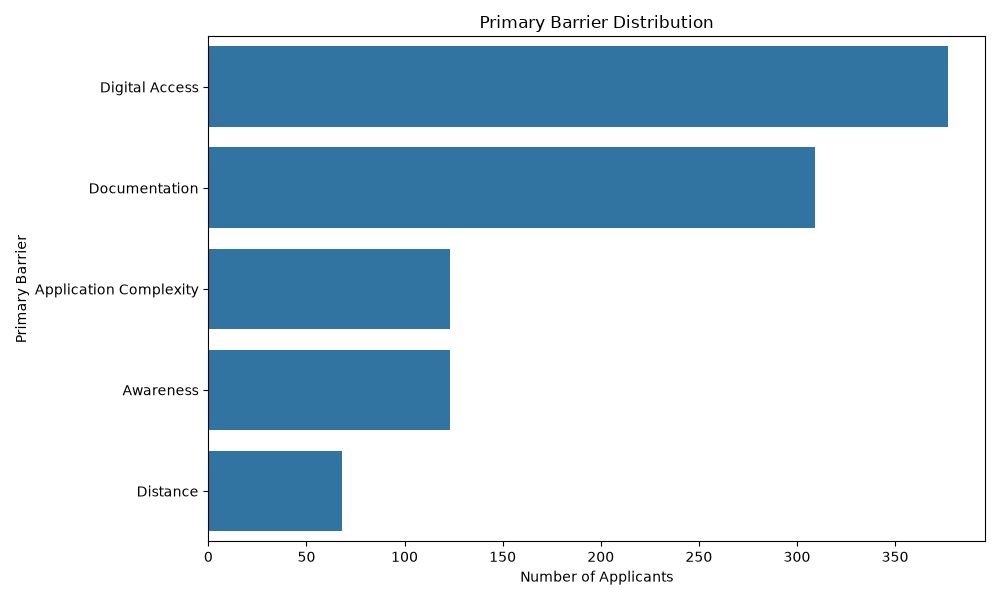 Primary Barrier Distribution
Primary Barrier
Digital Access
Documentation
Application Complexity
Awareness
Distance
0 50 100 150 200 250 300 350
Number of Applicants